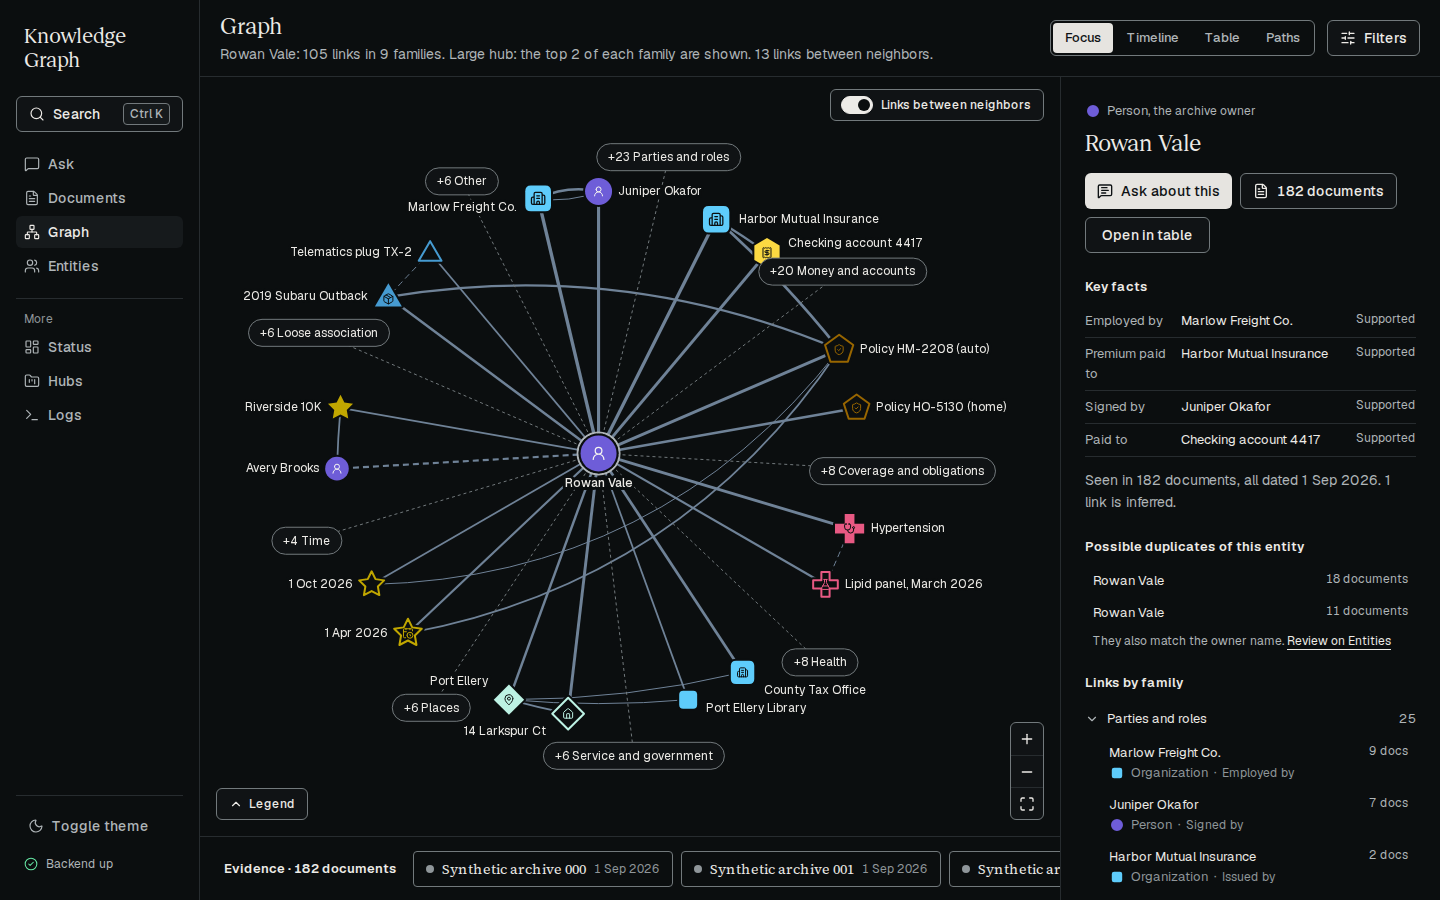 Knowledge
Graph
Search Ctrl K
Ask
Documents
Graph
Entities
More
Status
Hubs
Logs
Toggle theme
Backend up
Graph
Rowan Vale: 105 links in 9 families. Large hub: the top 2 of each family are shown. 13 links between neighbors.
Focus Timeline Table Paths Filters
Links between neighbors
+23 Parties and roles
+6 Other
Juniper Okafor
Marlow Freight Co.
Harbor Mutual Insurance
Checking account 4417
Telematics plug TX-2
+20 Money and accounts
2019 Subaru Outback
+6 Loose association
Policy HM-2208 (auto)
Riverside 10K
Policy HO-5130 (home)
Avery Brooks
+8 Coverage and obligations
Rowan Vale
Hypertension
+4 Time
1 Oct 2026
Lipid panel, March 2026
1 Apr 2026
+8 Health
Port Ellery
County Tax Office
+6 Places
Port Ellery Library
14 Larkspur Ct
+6 Service and government
Legend
Evidence · 182 documents
Synthetic archive 000 1 Sep 2026
Synthetic archive 001 1 Sep 2026
Synthetic ar
Person, the archive owner
Rowan Vale
Ask about this 182 documents
Open in table
Key facts
Employed by Marlow Freight Co. Supported
Premium paid to Harbor Mutual Insurance Supported
Signed by Juniper Okafor Supported
Paid to Checking account 4417 Supported
Seen in 182 documents, all dated 1 Sep 2026. 1
link is inferred.
Possible duplicates of this entity
Rowan Vale 18 documents
Rowan Vale 11 documents
They also match the owner name. Review on Entities
Links by family
Parties and roles 25
Marlow Freight Co. 9 docs
Organization · Employed by
Juniper Okafor 7 docs
Person · Signed by
Harbor Mutual Insurance 2 docs
Organization · Issued by